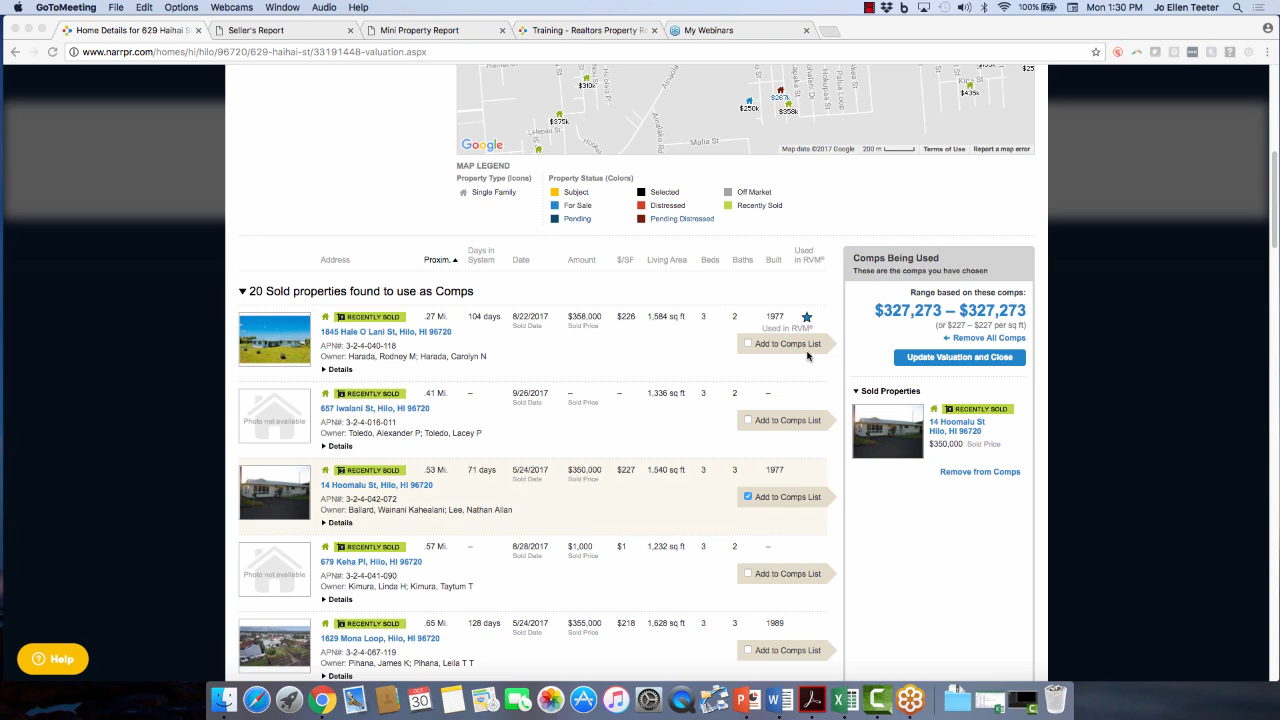 GoToMeeting File Edit Options Webcams Window Audio Help 100% Mon 1:30 PM Jo Ellen Teeter
Home Details for 629 Haihai S Seller's Report Mini Property Report Training - Realtors Property Re My Webinars
www.narrpr.com/homes/hi/hilo/96720/629-haihai-st/33191448-valuation.aspx
$310k
$375k
$250k
$267k
$358k
$435k
$25
Kino St
Lelepau St
Malia St
Google
Map data ©2017 Google 200 m Terms of Use Report a map error
MAP LEGEND
Property Type (Icons) Property Status (Colors)
Single Family Subject Selected Off Market
For Sale Distressed Recently Sold
Pending Pending Distressed
Address Proxim. Days in System Date Amount $/SF Living Area Beds Baths Built Used in RVM®
20 Sold properties found to use as Comps
RECENTLY SOLD .27 Mi. 104 days 8/22/2017 $358,000 $226 1,584 sq ft 3 2 1977
Sold Date Sold Price Used in RVM®
1845 Hale O Lani St, Hilo, HI 96720
APN#: 3-2-4-040-118 Add to Comps List
Owner: Harada, Rodney M; Harada, Carolyn N
Details
RECENTLY SOLD .41 Mi. – 9/26/2017 – – 1,336 sq ft 3 2 –
Sold Date Sold Price
657 Iwalani St, Hilo, HI 96720
APN#: 3-2-4-018-011 Add to Comps List
Owner: Toledo, Alexander P; Toledo, Lacey P
Details
RECENTLY SOLD .53 Mi. 71 days 5/24/2017 $350,000 $227 1,540 sq ft 3 3 1977
Sold Date Sold Price
14 Hoomalu St, Hilo, HI 96720
APN#: 3-2-4-042-072 Add to Comps List
Owner: Ballard, Wainani Kahealani; Lee, Nathan Allan
Details
RECENTLY SOLD .57 Mi. – 8/28/2017 $1,000 $1 1,232 sq ft 3 2 –
Sold Date Sold Price
679 Keha Pl, Hilo, HI 96720
APN#: 3-2-4-041-090 Add to Comps List
Owner: Kimura, Linda H; Kimura, Taytum T
Details
RECENTLY SOLD .65 Mi. 128 days 5/24/2017 $355,000 $218 1,628 sq ft 3 3 1989
Sold Date Sold Price
1629 Mona Loop, Hilo, HI 96720
APN#: 3-2-4-067-119 Add to Comps List
Owner: Pihana, James K; Pihana, Leila T T
Details
Photo not available
Photo not available
Comps Being Used
These are the comps you have chosen
Range based on these comps:
$327,273 – $327,273
(or $227 – $227 per sq ft)
Remove All Comps
Update Valuation and Close
Sold Properties
RECENTLY SOLD
14 Hoomalu St
Hilo, HI 96720
$350,000 Sold Price
Remove from Comps
Help
OCT
30